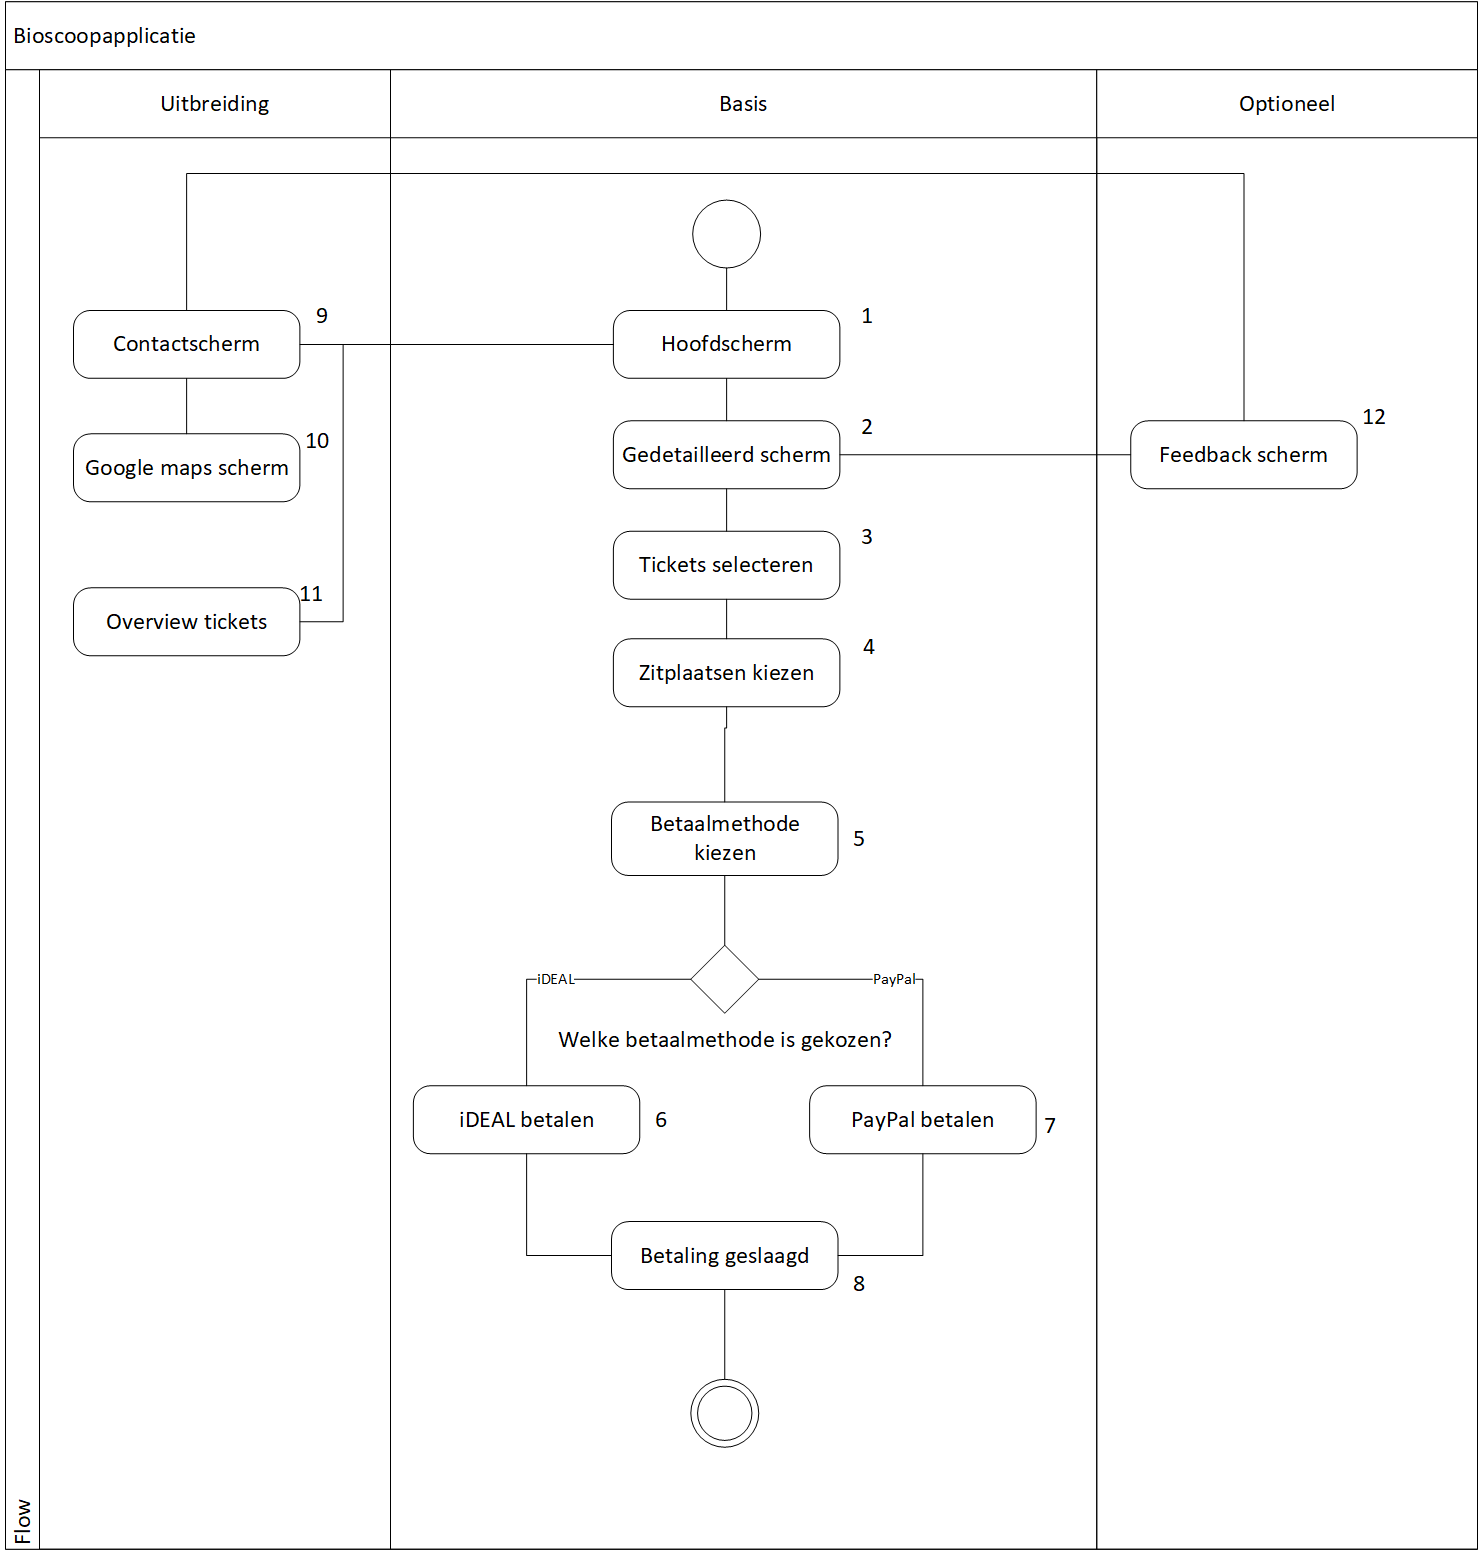 Bioscoopapplicatie
Uitbreiding
Basis
Optioneel
9
1
Contactscherm
Hoofdscherm
12
2
10
Gedetailleerd scherm
Feedback scherm
Google maps scherm
3
Tickets selecteren
11
Overview tickets
4
Zitplaatsen kiezen
Betaalmethode
kiezen
5
iDEAL
PayPal
Welke betaalmethode is gekozen?
iDEAL betalen
6
PayPal betalen
7
Betaling geslaagd
8
Flow